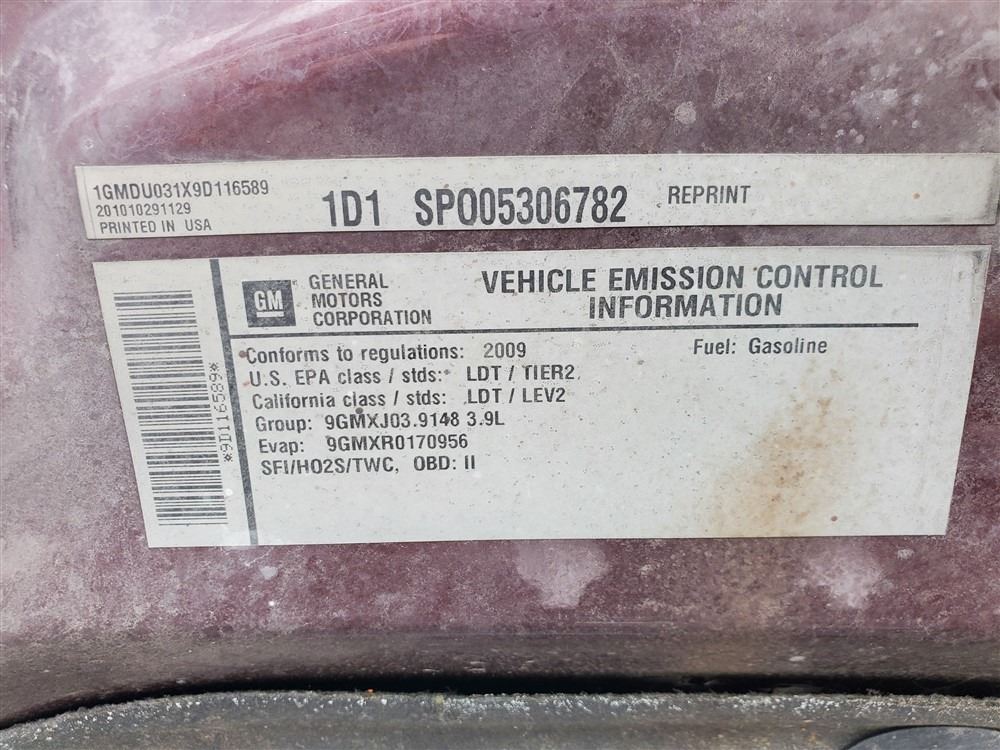 1GMDU031X9D116589
201010291129
PRINTED IN USA
1D1 SP005306782 REPRINT
GM
GENERAL MOTORS CORPORATION
VEHICLE EMISSION CONTROL
INFORMATION
Conforms to regulations: 2009 Fuel: Gasoline
U.S. EPA class / stds: LDT / TIER2
California class / stds: LDT / LEV2
Group: 9GMXJ03.9148 3.9L
Evap: 9GMXR0170956
SFI/HO2S/TWC, OBD: II
*9D116589*